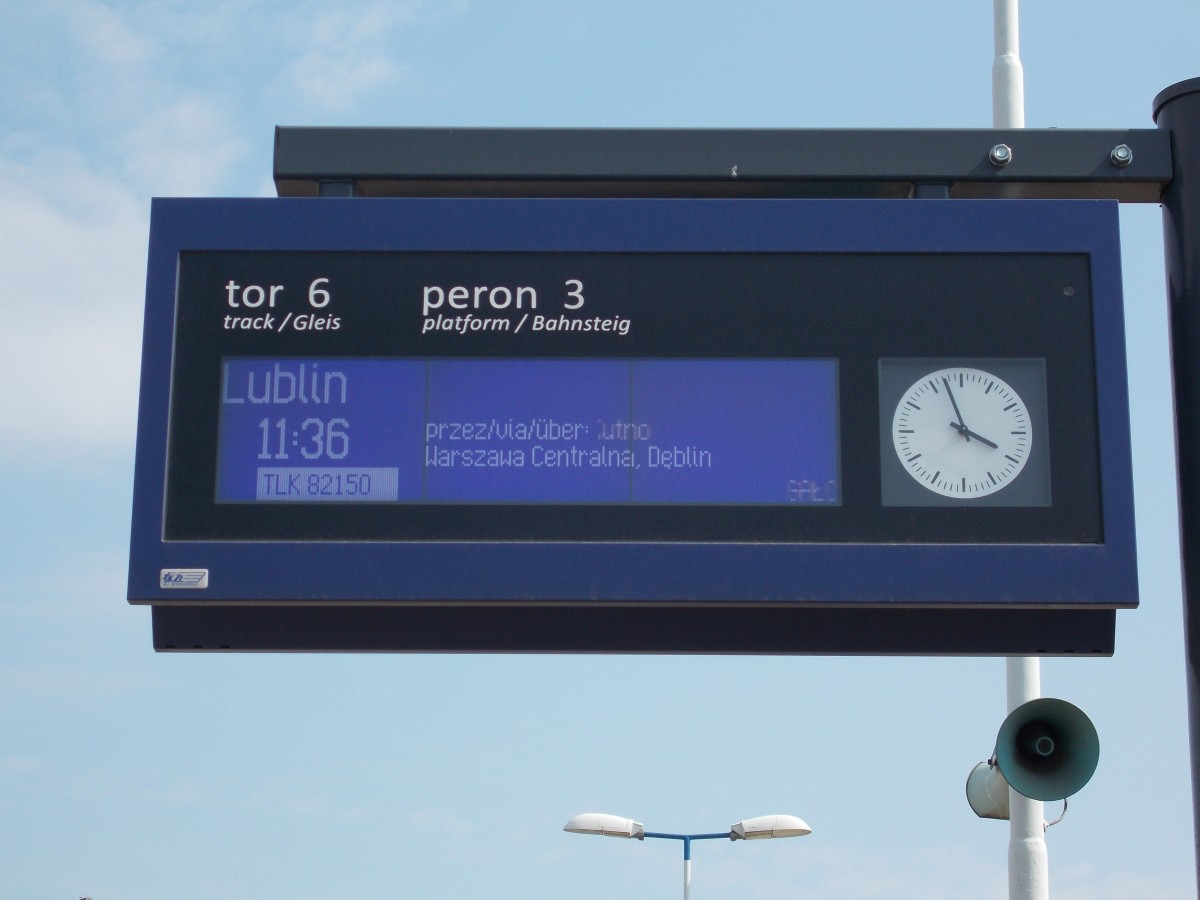 tor 6
track / Gleis
peron 3
platform / Bahnsteig
Lublin
11:36
TLK 82150
przez/via/über: utno
Warszawa Centralna, Dęblin